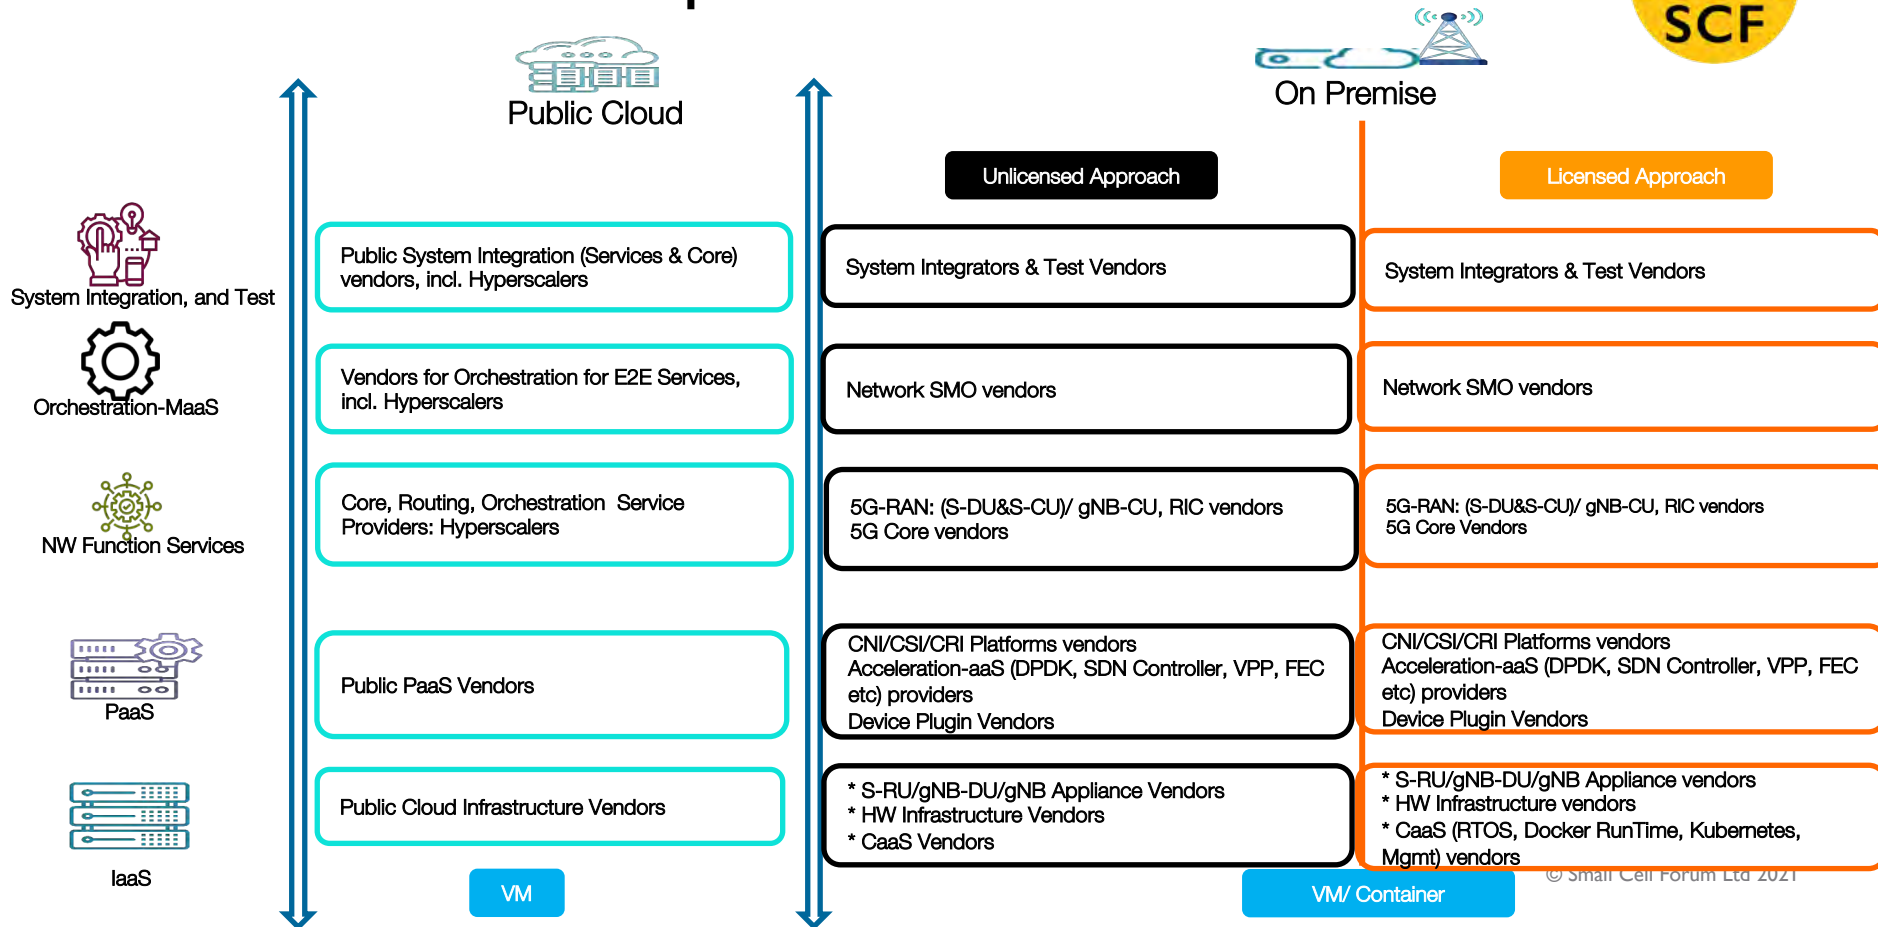 SCF
Public Cloud
On Premise
Unlicensed Approach
Licensed Approach
System Integration, and Test
Public System Integration (Services & Core)
vendors, incl. Hyperscalers
System Integrators & Test Vendors
System Integrators & Test Vendors
Orchestration-MaaS
Vendors for Orchestration for E2E Services,
incl. Hyperscalers
Network SMO vendors
Network SMO vendors
NW Function Services
Core, Routing, Orchestration  Service
Providers: Hyperscalers
5G-RAN: (S-DU&S-CU)/ gNB-CU, RIC vendors
5G Core vendors
5G-RAN: (S-DU&S-CU)/ gNB-CU, RIC vendors
5G Core Vendors
PaaS
Public PaaS Vendors
CNI/CSI/CRI Platforms vendors
Acceleration-aaS (DPDK, SDN Controller, VPP, FEC
etc) providers
Device Plugin Vendors
CNI/CSI/CRI Platforms vendors
Acceleration-aaS (DPDK, SDN Controller, VPP, FEC
etc) providers
Device Plugin Vendors
IaaS
Public Cloud Infrastructure Vendors
* S-RU/gNB-DU/gNB Appliance Vendors
* HW Infrastructure Vendors
* CaaS Vendors
* S-RU/gNB-DU/gNB Appliance vendors
* HW Infrastructure vendors
* CaaS (RTOS, Docker RunTime, Kubernetes,
Mgmt) vendors
VM
VM/ Container
© Small Cell Forum Ltd 2021